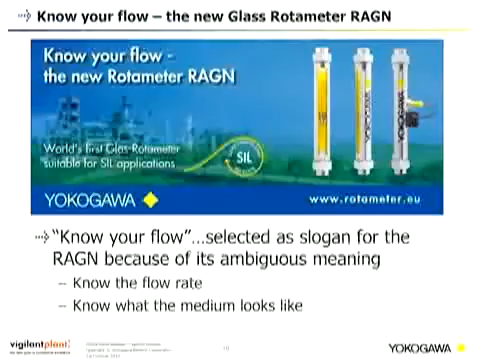 Know your flow – the new Glass Rotameter RAGN
Know your flow -
the new Rotameter RAGN
World's first Glas-Rotameter
suitable for SIL applications
SIL
YOKOGAWA
www.rotameter.eu
"Know your flow"...selected as slogan for the
RAGN because of its ambiguous meaning
– Know the flow rate
– Know what the medium looks like
vigilantplant.
YOKOGAWA